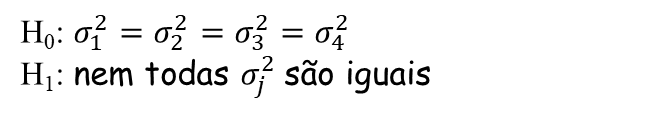 H₀: σ₁² = σ₂² = σ₃² = σ₄²
H₁: nem todas σⱼ² são iguais